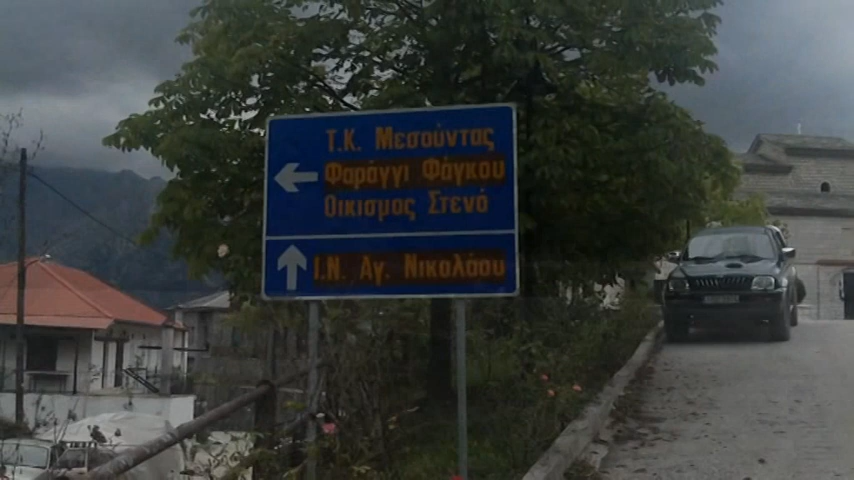 Τ.Κ. Μεσούντας
Φαράγγι Φάγκου
Οικισμος Στενό
Ι.Ν. Αγ. Νικολάου